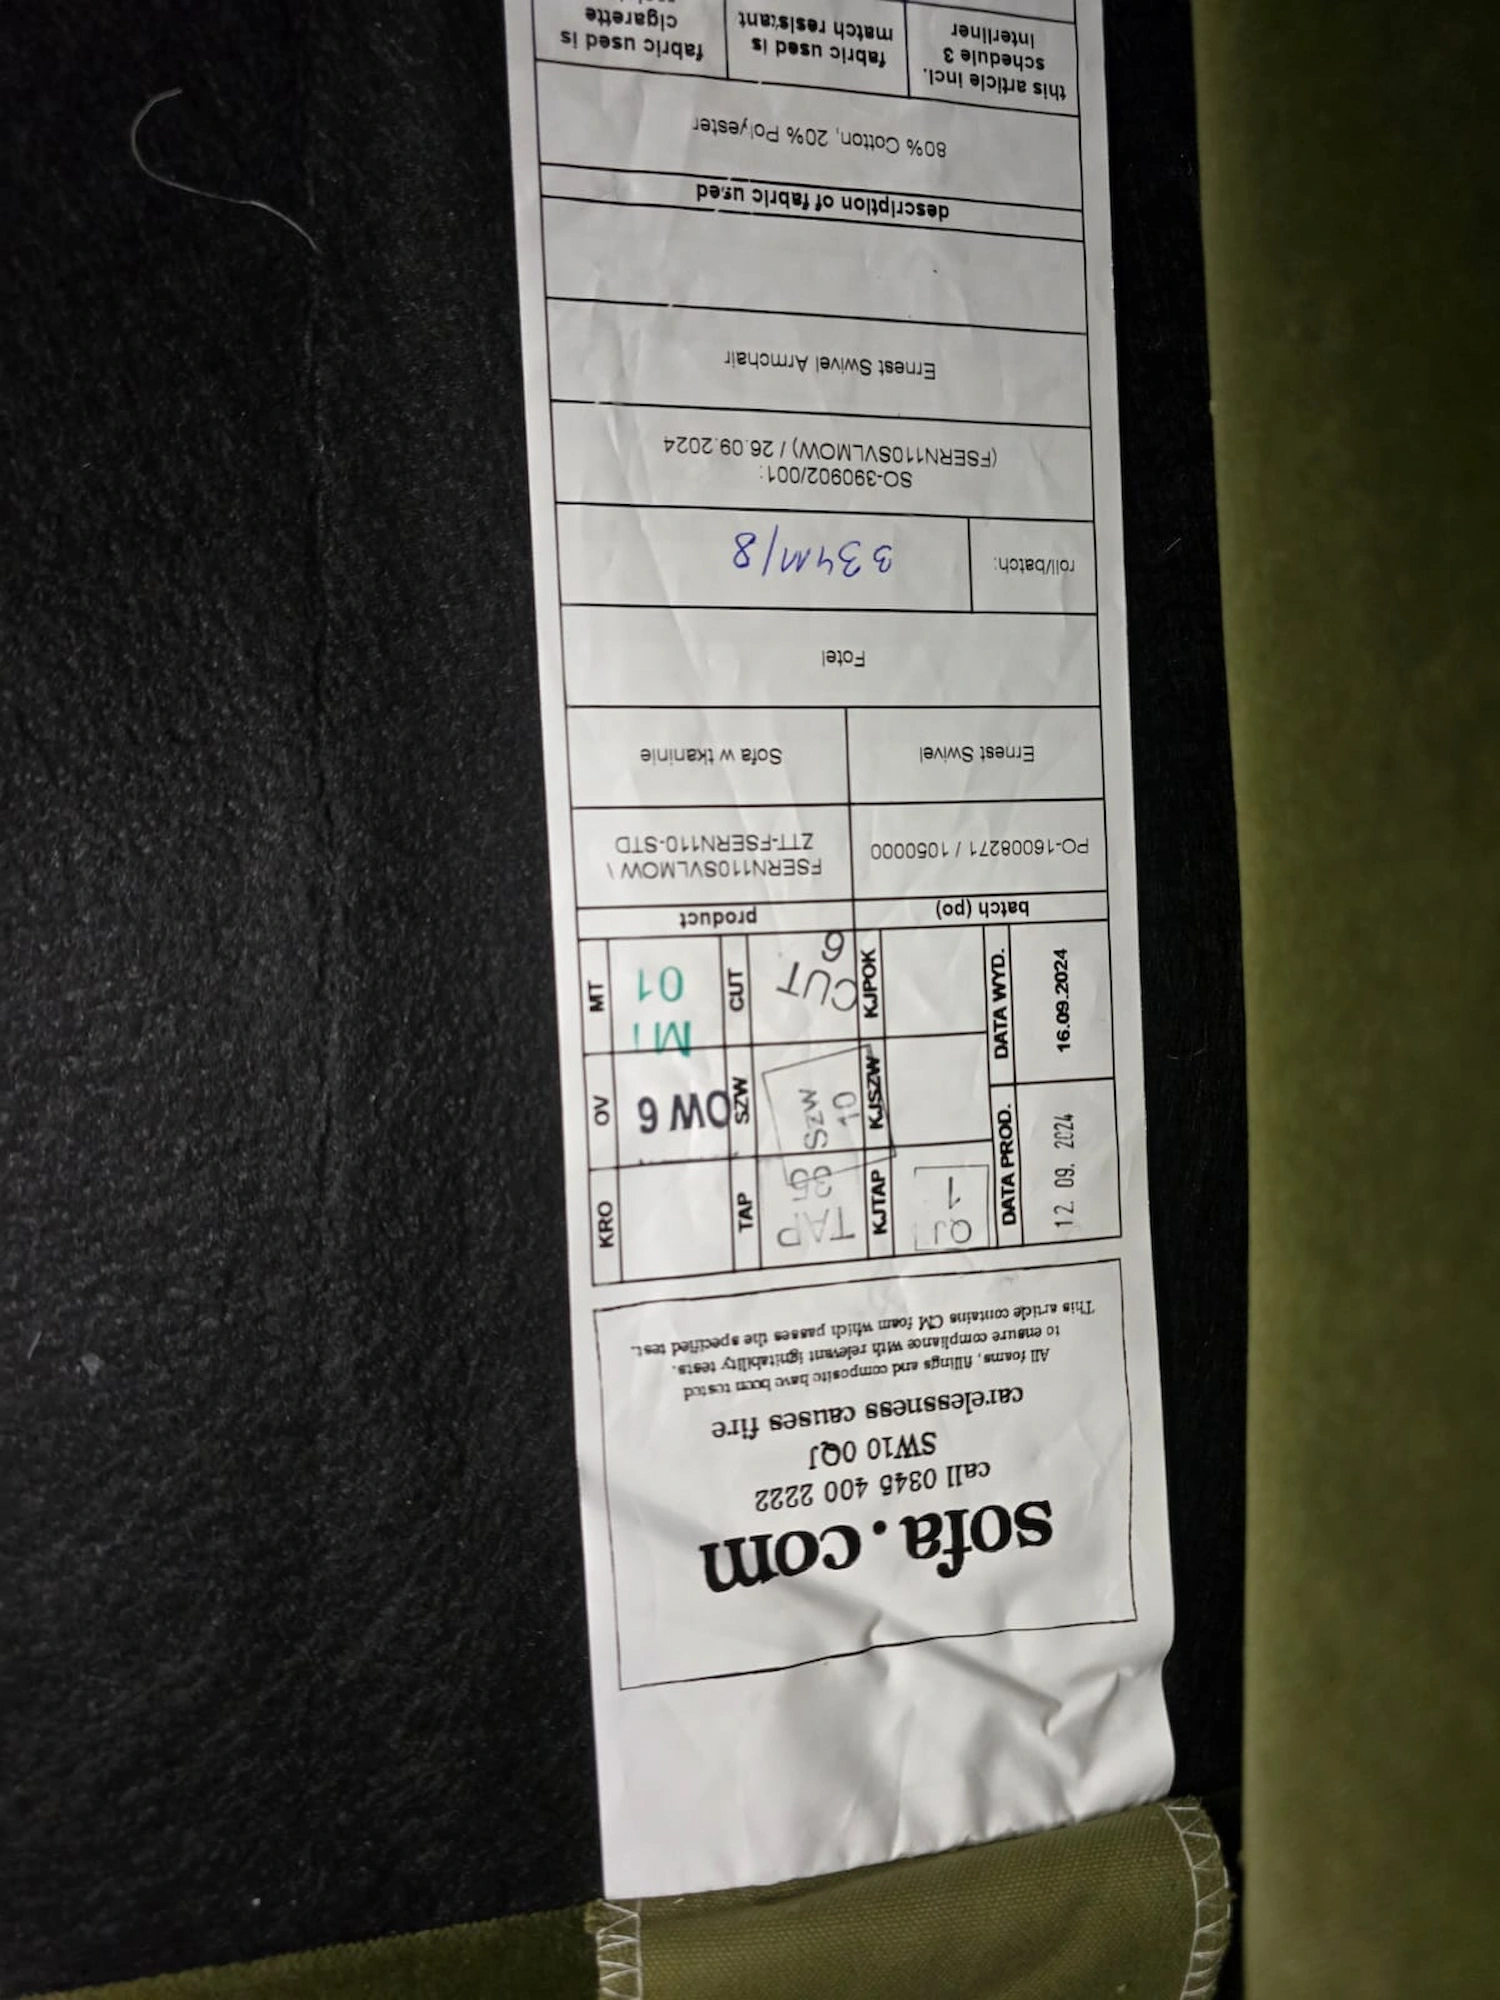 sofa.com
call 0345 400 2222
SW10 0QJ
carelessness causes fire
All foams, fillings and composite have been tested
to ensure compliance with relevant ignitability tests.
This article contains CM foam which passes the specified test.
DATA PROD. 12. 09. 2024
DATA WYD. 16.09.2024
KJTAP QJ 1
KJSZW
KJPOK
TAP TAP 35
SZW SZW 10
CUT CUT 6
KRO
OV OW 6
MT MT 01
batch (po) product
PO-16008271 / 1050000
FSERN110SVLMOW \
ZTT-FSERN110-STD
Ernest Swivel Sofa w tkaninie
Fotel
roll/batch: 334M/8
SO-390902/001:
(FSERN110SVLMOW) / 26.09.2024
Ernest Swivel Armchair
description of fabric used
80% Cotton, 20% Polyester
this article incl.
schedule 3
interliner
fabric used is
match resistant
fabric used is
cigarette